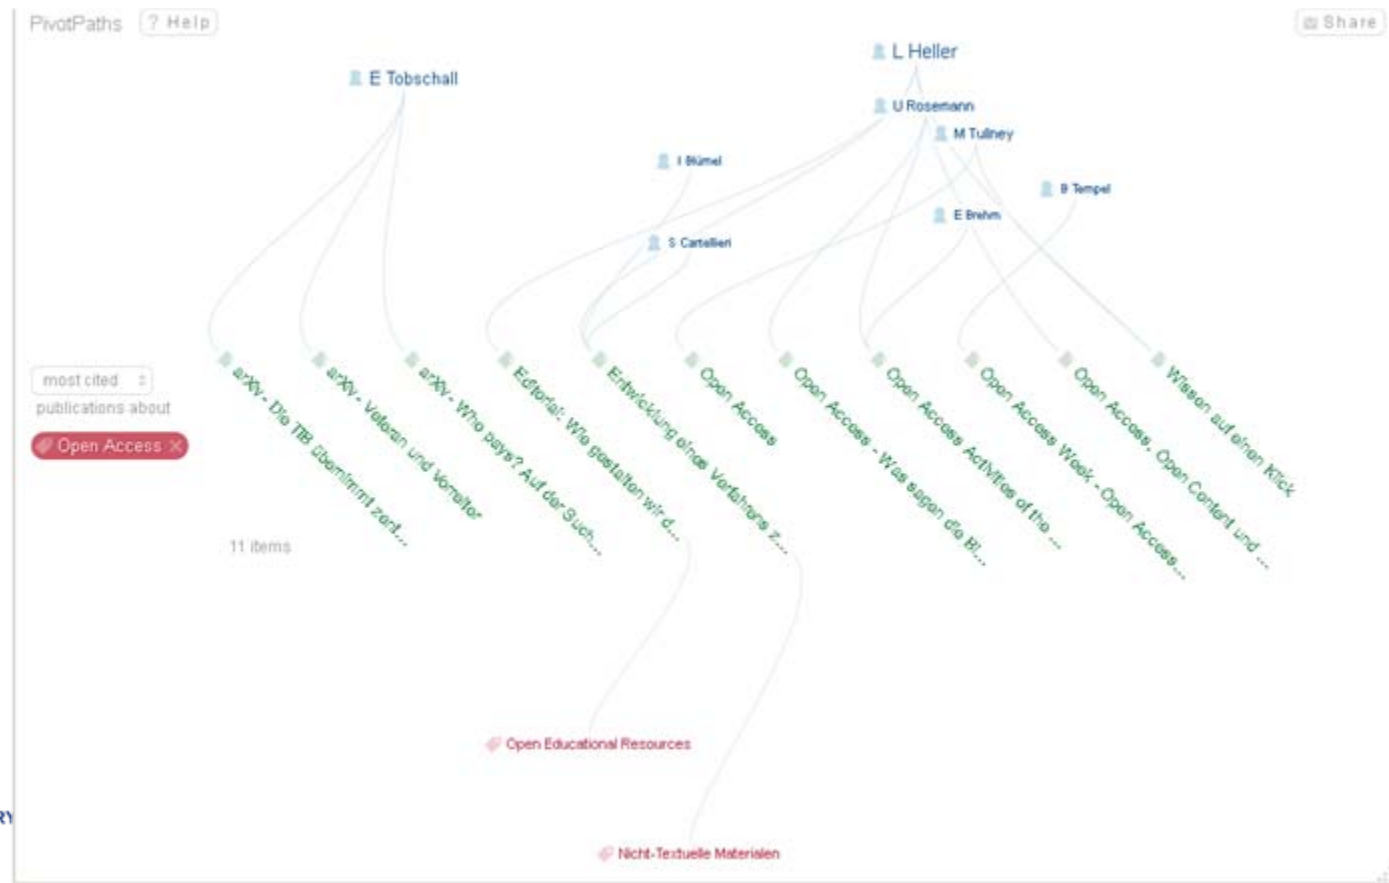 PivotPaths
? Help
Share
L Heller
E Tobschall
U Rosemann
M Tullney
I Blümel
B Tempel
E Brehm
S Cartellieri
most cited
publications about
Open Access ×
11 items
arXiv - Die TIB übernimmt zent...
arXiv - Veteran und Vorreiter
arXiv - Who pays? Auf der Such...
Editorial: Wie gestalten wir d...
Entwicklung eines Verfahrens z...
Open Access
Open Access - Was sagen die Bi...
Open Access Activities of the ...
Open Access Week - Open Access...
Open Access, Open Content und ...
Wissen auf einen Klick
Open Educational Resources
RY
Nicht-Textuelle Materialen